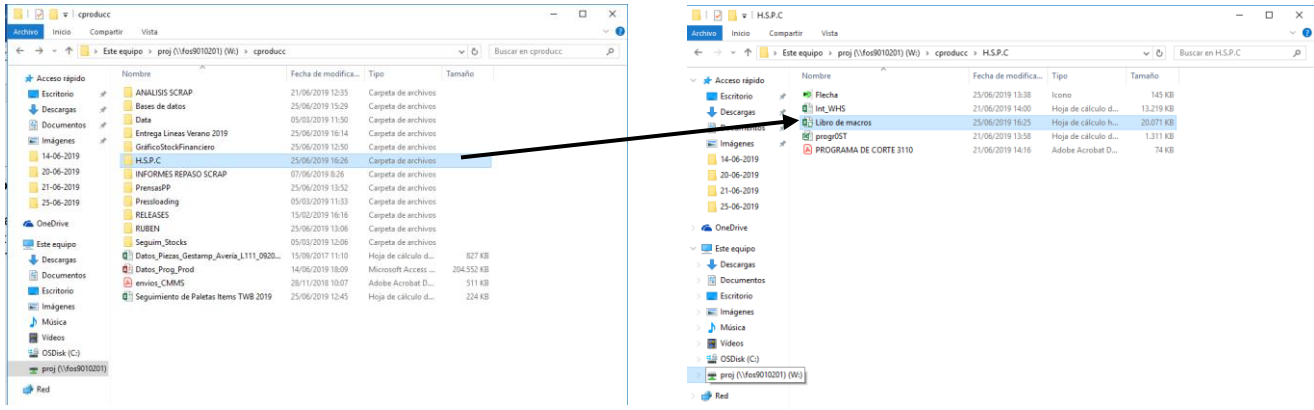 cproducc
Archivo Inicio Compartir Vista
Este equipo > proj (\\fos9010201) (W:) > cproducc
Buscar en cproducc
Acceso rápido
Escritorio
Descargas
Documentos
Imágenes
14-06-2019
20-06-2019
21-06-2019
25-06-2019
OneDrive
Este equipo
Descargas
Documentos
Escritorio
Imágenes
Música
Vídeos
OSDisk (C:)
proj (\\fos9010201)
Red
Nombre Fecha de modifica... Tipo Tamaño
ANALISIS SCRAP 21/06/2019 12:35 Carpeta de archivos
Bases de datos 25/06/2019 15:29 Carpeta de archivos
Data 05/03/2019 11:50 Carpeta de archivos
Entrega Lineas Verano 2019 25/06/2019 16:14 Carpeta de archivos
GráficoStockFinanciero 25/06/2019 12:50 Carpeta de archivos
H.S.P.C 25/06/2019 16:26 Carpeta de archivos
INFORMES REPASO SCRAP 07/06/2019 8:26 Carpeta de archivos
PrensasPP 25/06/2019 13:52 Carpeta de archivos
Pressloading 05/03/2019 11:33 Carpeta de archivos
RELEASES 15/02/2019 16:16 Carpeta de archivos
RUBEN 25/06/2019 13:06 Carpeta de archivos
Seguim_Stocks 05/03/2019 12:06 Carpeta de archivos
Datos_Piezas_Gestamp_Avería_L111_0920... 15/09/2017 11:10 Hoja de cálculo d... 827 KB
Datos_Prog_Prod 14/06/2019 18:09 Microsoft Access ... 204.552 KB
envios_CMMS 28/11/2018 10:07 Adobe Acrobat D... 511 KB
Seguimiento de Paletas Items TWB 2019 25/06/2019 12:45 Hoja de cálculo d... 224 KB
H.S.P.C
Archivo Inicio Compartir Vista
Este equipo > proj (\\fos9010201) (W:) > cproducc > H.S.P.C
Buscar en H.S.P.C
Acceso rápido
Escritorio
Descargas
Documentos
Imágenes
14-06-2019
20-06-2019
21-06-2019
25-06-2019
OneDrive
Este equipo
Descargas
Documentos
Escritorio
Imágenes
Música
Vídeos
OSDisk (C:)
proj (\\fos9010201) (W:)
Red
Nombre Fecha de modifica... Tipo Tamaño
Flecha 25/06/2019 13:38 Icono 145 KB
Int_WHS 21/06/2019 14:00 Hoja de cálculo d... 13.219 KB
Libro de macros 25/06/2019 16:25 Hoja de cálculo h... 20.071 KB
progr0ST 21/06/2019 13:58 Hoja de cálculo d... 1.311 KB
PROGRAMA DE CORTE 3110 21/06/2019 14:16 Adobe Acrobat D... 74 KB